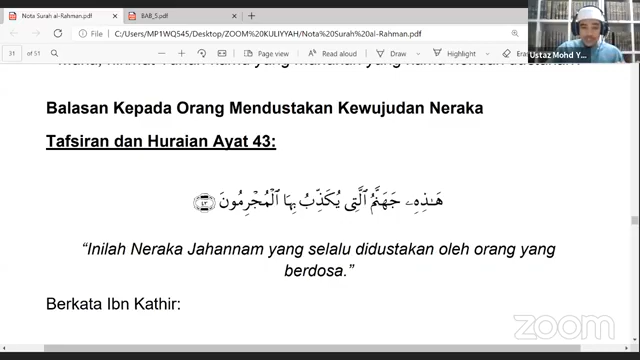 Nota Surah al-Rahman.pdf
BAB_5.pdf
File
C:/Users/MP1WQ545/Desktop/ZOOM%20KULIYYAH/Nota%20Surah%20al-Rahman.pdf
31 of 51
Page view
Read aloud
Draw
Highlight
Erase
Ustaz Mohd Y...
Balasan Kepada Orang Mendustakan Kewujudan Neraka
Tafsiran dan Huraian Ayat 43:
هَٰذِهِۦ جَهَنَّمُ ٱلَّتِى يُكَذِّبُ بِهَا ٱلْمُجْرِمُونَ ٤٣
“Inilah Neraka Jahannam yang selalu didustakan oleh orang yang
berdosa.”
Berkata Ibn Kathir:
zoom